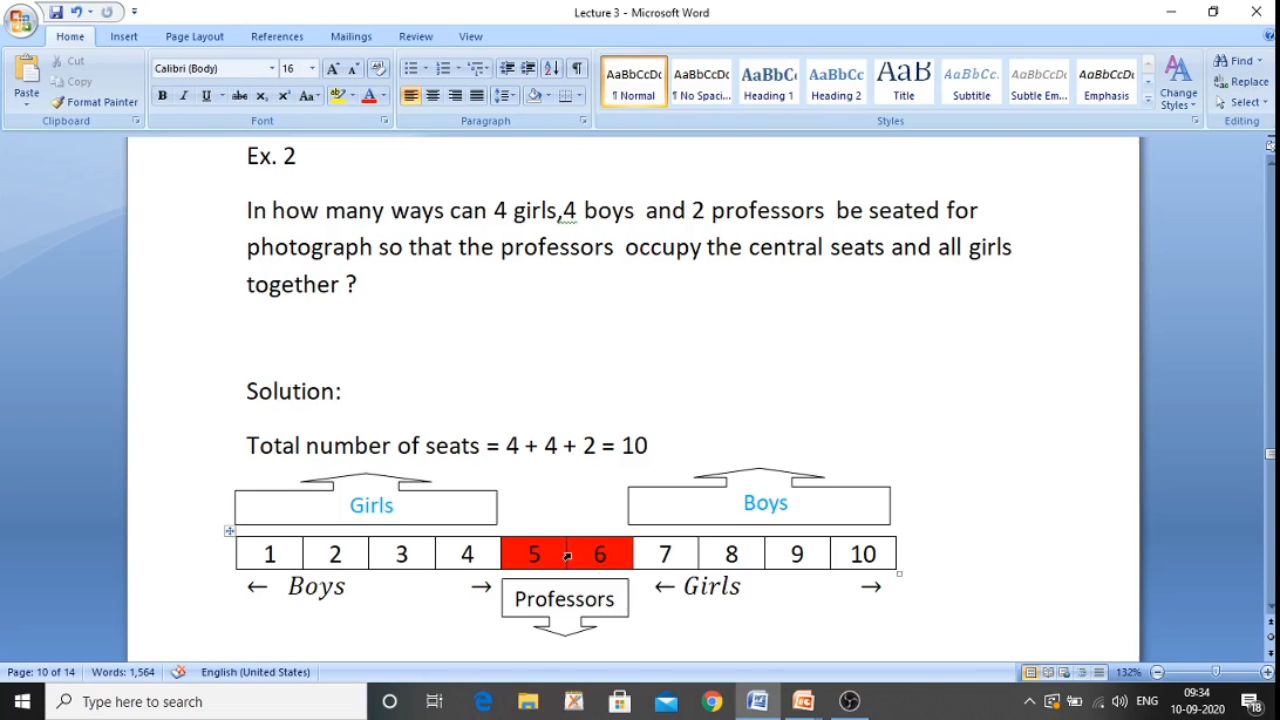 Lecture 3 - Microsoft Word
Home Insert Page Layout References Mailings Review View
Paste
Cut
Copy
Format Painter
Clipboard
Calibri (Body) 16
B I U abc x₂ x² Aa
Font
Paragraph
AaBbCcDc AaBbCcDc AaBbC AaBbCc AaB AaBbCc. AaBbCcDc AaBbCcDc
¶ Normal ¶ No Spaci... Heading 1 Heading 2 Title Subtitle Subtle Em... Emphasis
Change Styles
Styles
Find
Replace
Select
Editing
Ex. 2
In how many ways can 4 girls,4 boys and 2 professors be seated for
photograph so that the professors occupy the central seats and all girls
together ?
Solution:
Total number of seats = 4 + 4 + 2 = 10
Girls Boys
1 2 3 4 5 6 7 8 9 10
← Boys → ← Girls →
Professors
Page: 10 of 14 Words: 1,564 English (United States) 132%
Type here to search
ENG
09:34
10-09-2020
18